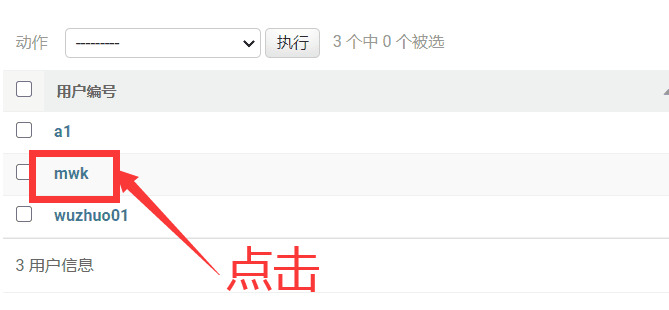 动作 --------- 执行 3 个中 0 个被选
用户编号
a1
mwk
wuzhuo01
点击
3 用户信息